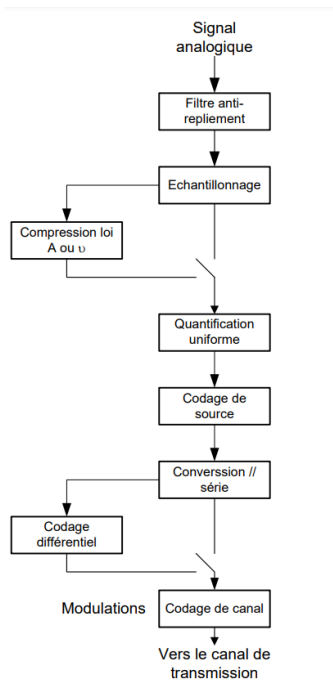 Signal
analogique
Filtre anti-
repliement
Echantillonnage
Compression loi
A ou υ
Quantification
uniforme
Codage de
source
Converssion //
série
Codage
différentiel
Modulations
Codage de canal
Vers le canal de
transmission